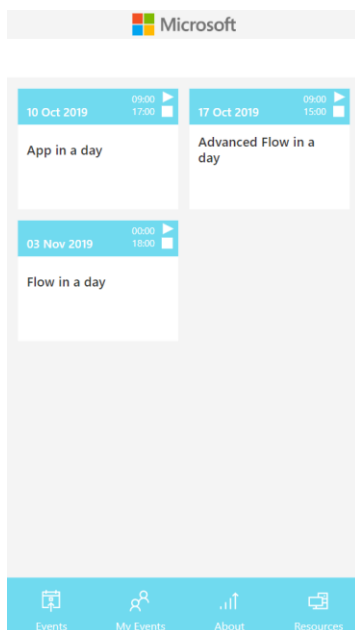 Microsoft
10 Oct 2019
09:00
17:00
App in a day
17 Oct 2019
09:00
15:00
Advanced Flow in a
day
03 Nov 2019
00:00
18:00
Flow in a day
Events
My Events
About
Resources